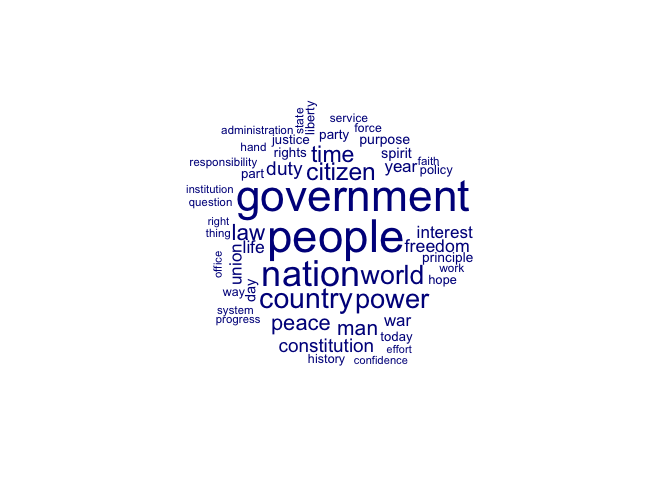 state
liberty
service
administration
force
party
justice
purpose
hand
rights
time
spirit
responsibility
year
faith
part
duty
citizen
policy
institution
government
question
right
thing
law
people
interest
life
freedom
union
principle
office
nation
world
work
day
hope
way
country
power
system
progress
peace
man
war
today
constitution
effort
history
confidence